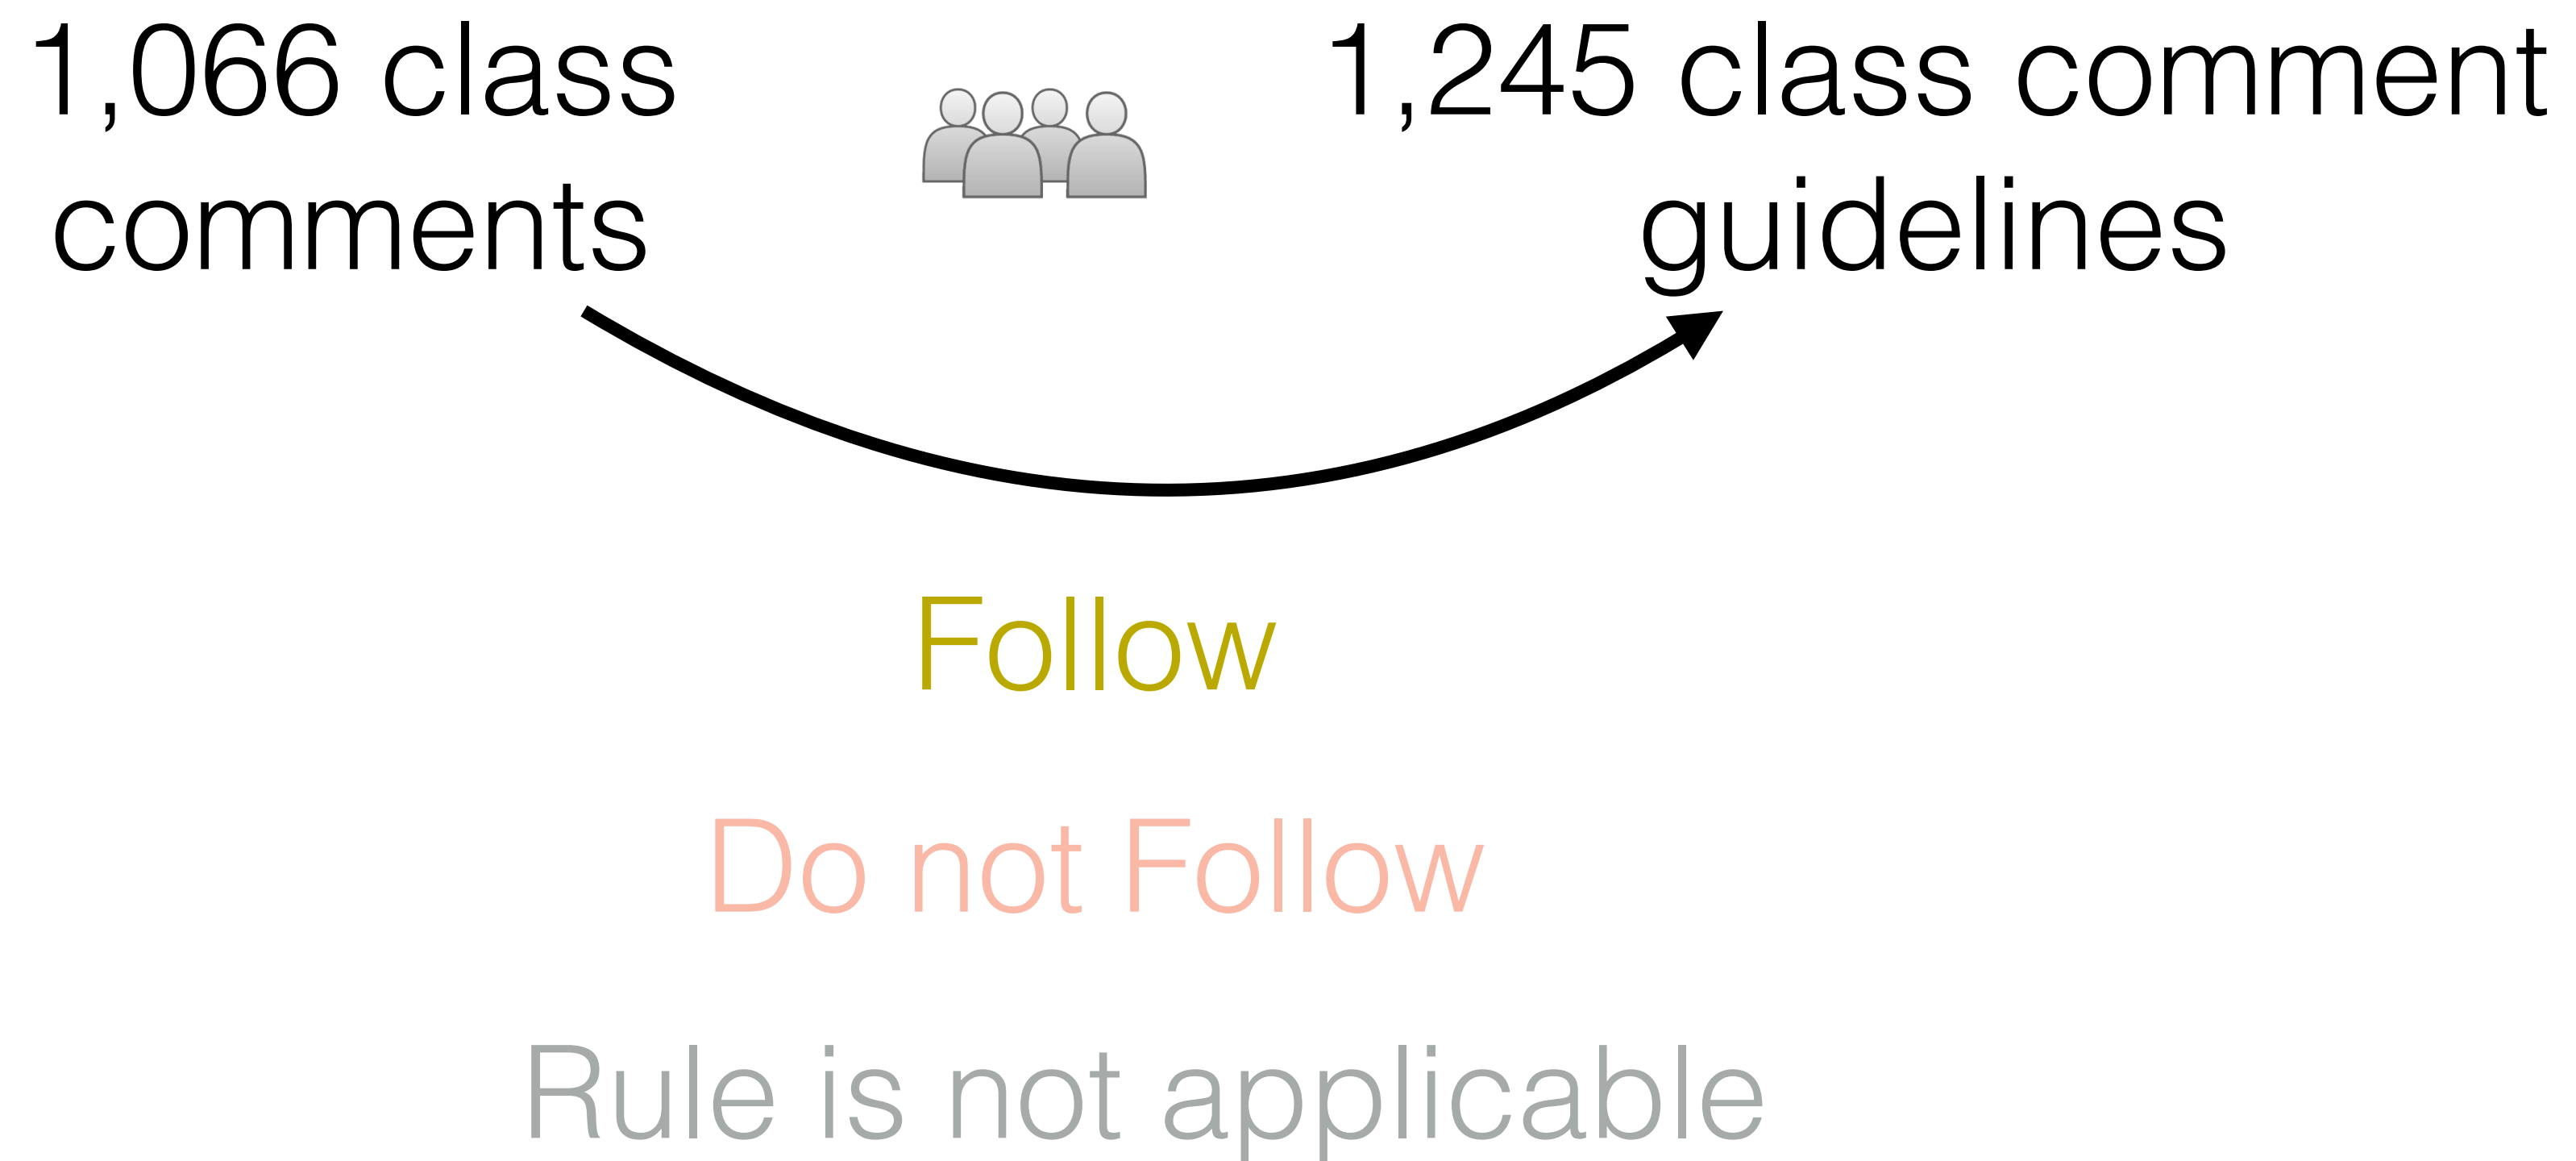 1,066 class
comments
1,245 class comment
guidelines
Follow
Do not Follow
Rule is not applicable